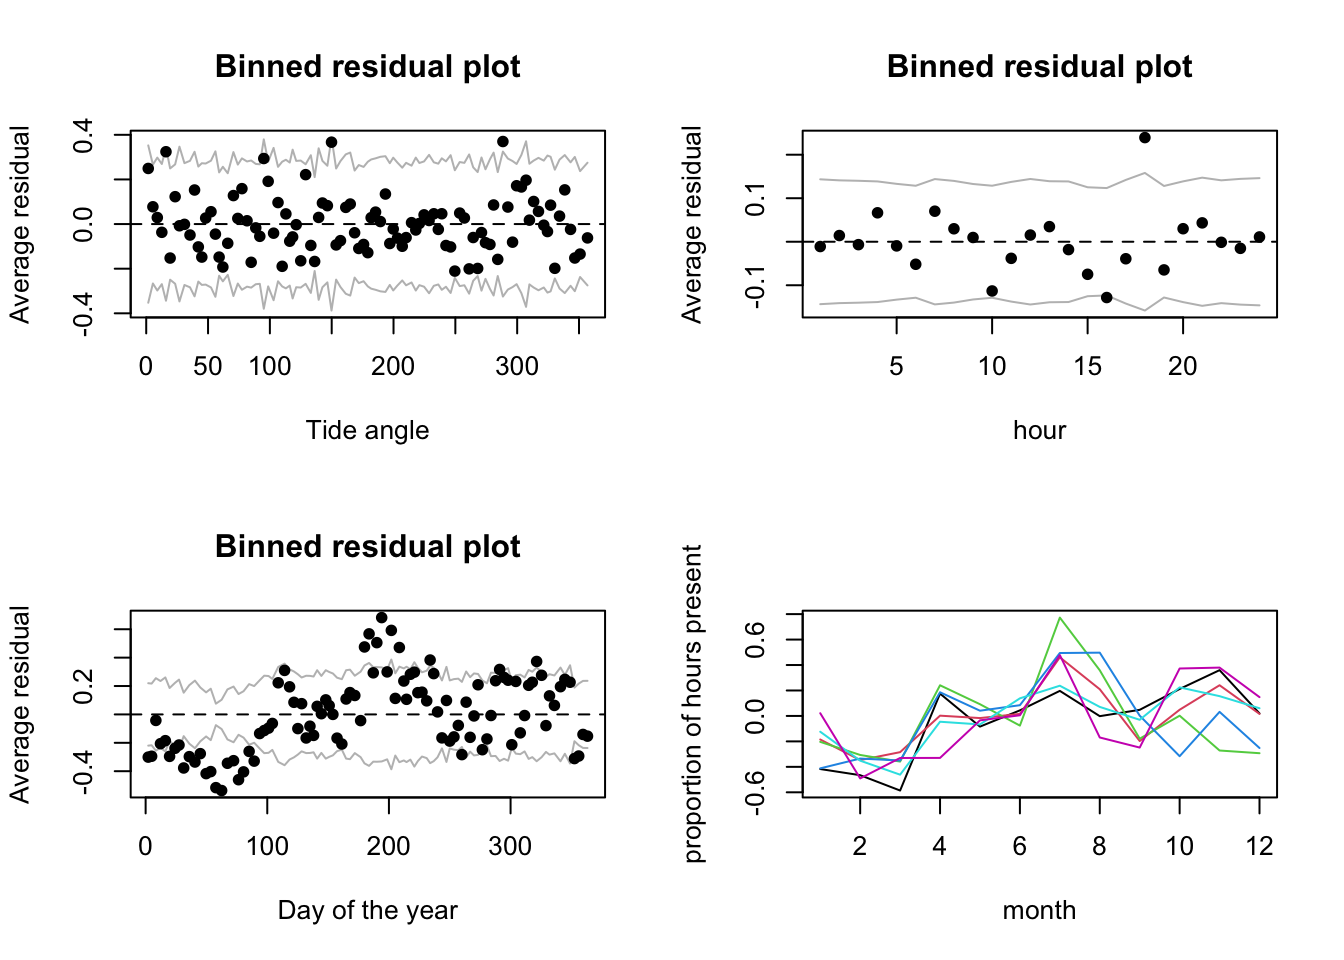 Binned residual plot
Average residual
0.4
0.0
-0.4
0 50 100 200 300
Tide angle
Binned residual plot
Average residual
0.1
-0.1
5 10 15 20
hour
Binned residual plot
Average residual
0.2
-0.4
0 100 200 300
Day of the year
proportion of hours present
0.6
0.0
-0.6
2 4 6 8 10 12
month